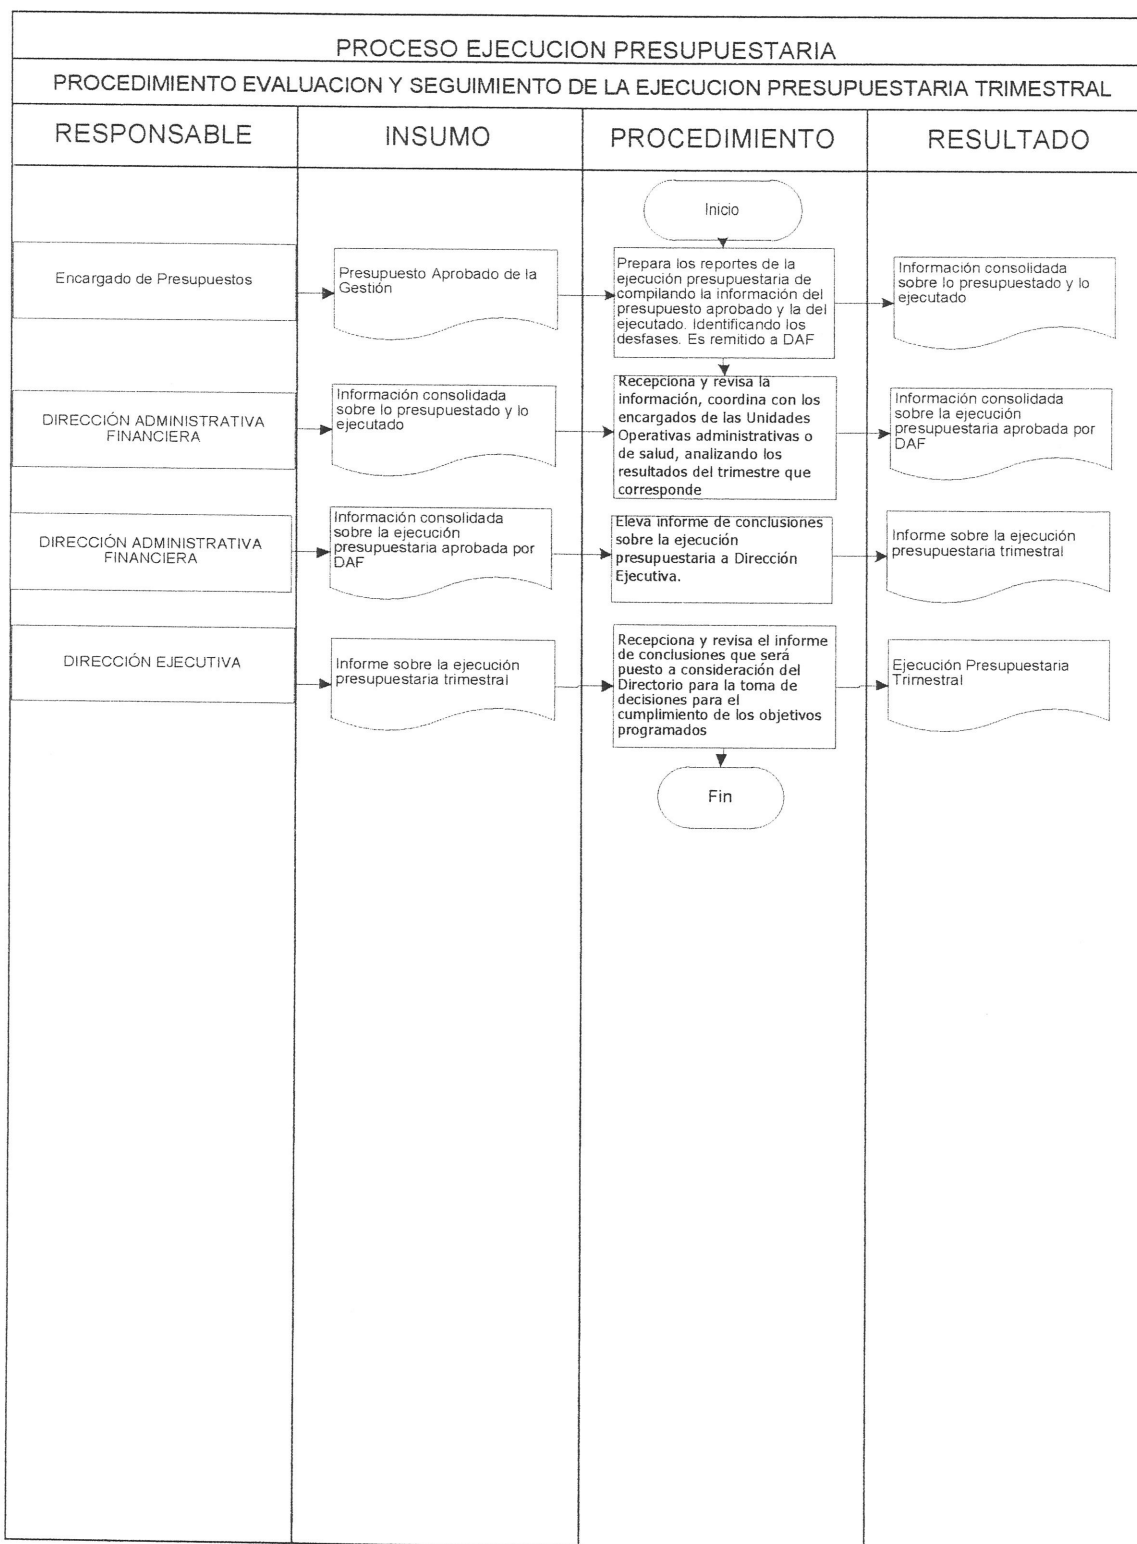 PROCESO EJECUCION PRESUPUESTARIA
PROCEDIMIENTO EVALUACION Y SEGUIMIENTO DE LA EJECUCION PRESUPUESTARIA TRIMESTRAL
RESPONSABLE
INSUMO
PROCEDIMIENTO
RESULTADO
Inicio
Encargado de Presupuestos
Presupuesto Aprobado de la
Gestión
Prepara los reportes de la
ejecución presupuestaria de
compilando la información del
presupuesto aprobado y la del
ejecutado. Identificando los
desfases. Es remitido a DAF
Información consolidada
sobre lo presupuestado y lo
ejecutado
DIRECCIÓN ADMINISTRATIVA
FINANCIERA
Información consolidada
sobre lo presupuestado y lo
ejecutado
Recepciona y revisa la
información, coordina con los
encargados de las Unidades
Operativas administrativas o
de salud, analizando los
resultados del trimestre que
corresponde
Información consolidada
sobre la ejecución
presupuestaria aprobada por
DAF
DIRECCIÓN ADMINISTRATIVA
FINANCIERA
Información consolidada
sobre la ejecución
presupuestaria aprobada por
DAF
Eleva informe de conclusiones
sobre la ejecución
presupuestaria a Dirección
Ejecutiva.
Informe sobre la ejecución
presupuestaria trimestral
DIRECCIÓN EJECUTIVA
Informe sobre la ejecución
presupuestaria trimestral
Recepciona y revisa el informe
de conclusiones que será
puesto a consideración del
Directorio para la toma de
decisiones para el
cumplimiento de los objetivos
programados
Ejecución Presupuestaria
Trimestral
Fin